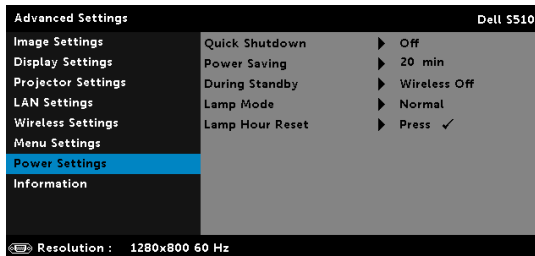 Advanced Settings Dell S510
Image Settings
Display Settings
Projector Settings
LAN Settings
Wireless Settings
Menu Settings
Power Settings
Information
Quick Shutdown Off
Power Saving 20 min
During Standby Wireless Off
Lamp Mode Normal
Lamp Hour Reset Press ✓
Resolution : 1280x800 60 Hz